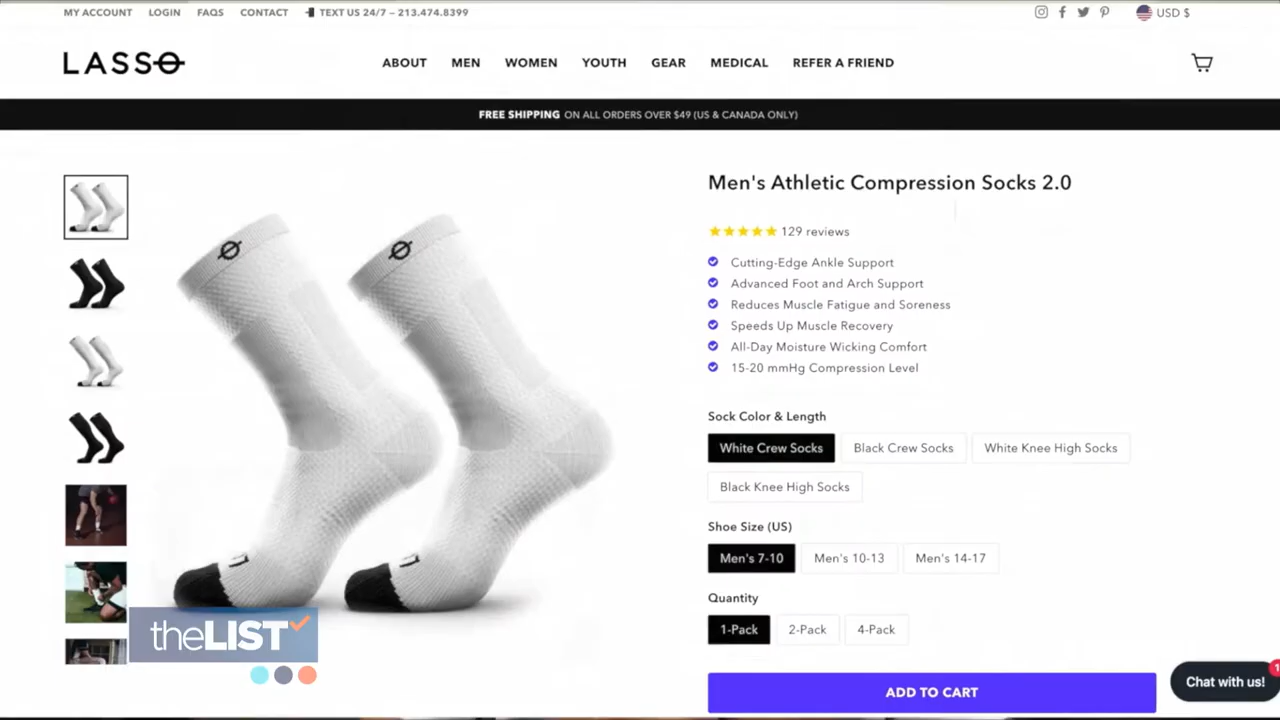 MY ACCOUNT LOGIN FAQS CONTACT TEXT US 24/7 – 213.474.8399 USD $
LASSO ABOUT MEN WOMEN YOUTH GEAR MEDICAL REFER A FRIEND
FREE SHIPPING ON ALL ORDERS OVER $49 (US & CANADA ONLY)
Men's Athletic Compression Socks 2.0
129 reviews
Cutting-Edge Ankle Support
Advanced Foot and Arch Support
Reduces Muscle Fatigue and Soreness
Speeds Up Muscle Recovery
All-Day Moisture Wicking Comfort
15-20 mmHg Compression Level
Sock Color & Length
White Crew Socks Black Crew Socks White Knee High Socks
Black Knee High Socks
Shoe Size (US)
Men's 7-10 Men's 10-13 Men's 14-17
Quantity
1-Pack 2-Pack 4-Pack
theLIST
ADD TO CART
Chat with us!
1